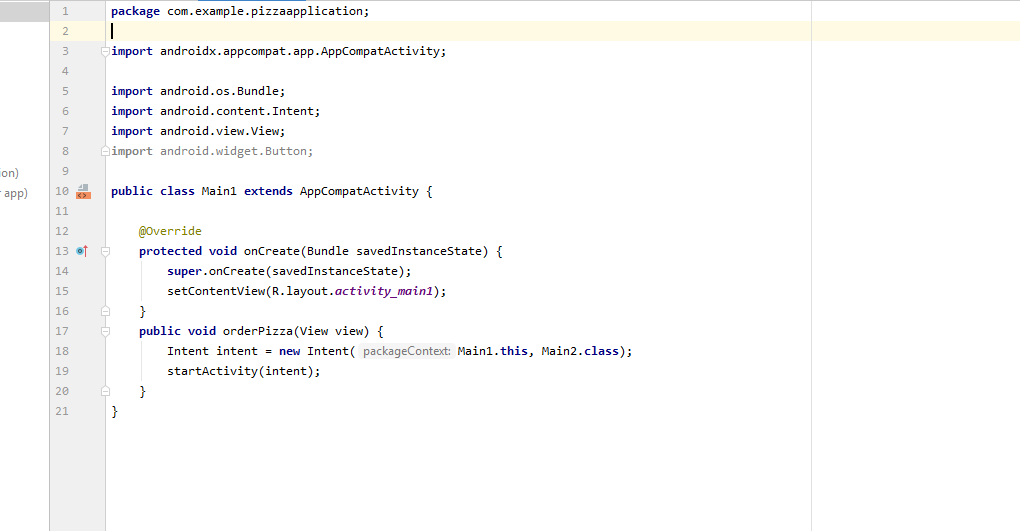 1 package com.example.pizzaapplication;
2
3 import androidx.appcompat.app.AppCompatActivity;
4
5 import android.os.Bundle;
6 import android.content.Intent;
7 import android.view.View;
8 import android.widget.Button;
9
ion)
10 public class Main1 extends AppCompatActivity {
app)
11
12 @Override
13 protected void onCreate(Bundle savedInstanceState) {
14 super.onCreate(savedInstanceState);
15 setContentView(R.layout.activity_main1);
16 }
17 public void orderPizza(View view) {
18 Intent intent = new Intent( packageContext: Main1.this, Main2.class);
19 startActivity(intent);
20 }
21 }